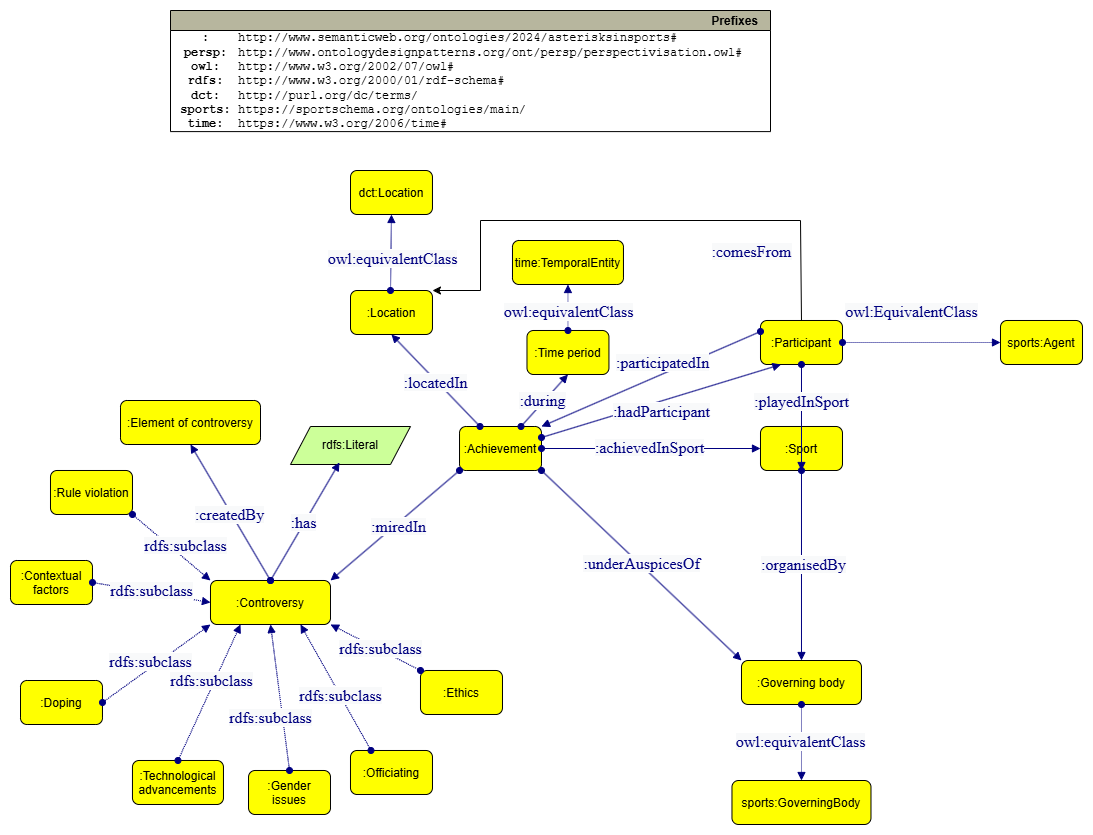 Prefixes
: http://www.semanticweb.org/ontologies/2024/asterisksinsports#
persp: http://www.ontologydesignpatterns.org/ont/persp/perspectivisation.owl#
owl: http://www.w3.org/2002/07/owl#
rdfs: http://www.w3.org/2000/01/rdf-schema#
dct: http://purl.org/dc/terms/
sports: https://sportschema.org/ontologies/main/
time: https://www.w3.org/2006/time#
dct:Location
:comesFrom
owl:equivalentClass
time:TemporalEntity
:Location
owl:equivalentClass
owl:EquivalentClass
:Time period
:Participant
sports:Agent
:participatedIn
:locatedIn
:during
:hadParticipant
:playedInSport
:Element of controversy
rdfs:Literal
:Achievement
:achievedInSport
:Sport
:Rule violation
:createdBy
:has
:miredIn
rdfs:subclass
:underAuspicesOf
:organisedBy
:Contextual
factors
rdfs:subclass
:Controversy
rdfs:subclass
rdfs:subclass
rdfs:subclass
rdfs:subclass
rdfs:subclass
:Ethics
:Governing body
:Doping
owl:equivalentClass
:Technological
advancements
:Gender
issues
:Officiating
sports:GoverningBody